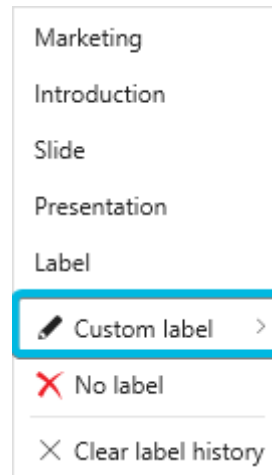 Marketing
Introduction
Slide
Presentation
Label
Custom label
No label
Clear label history